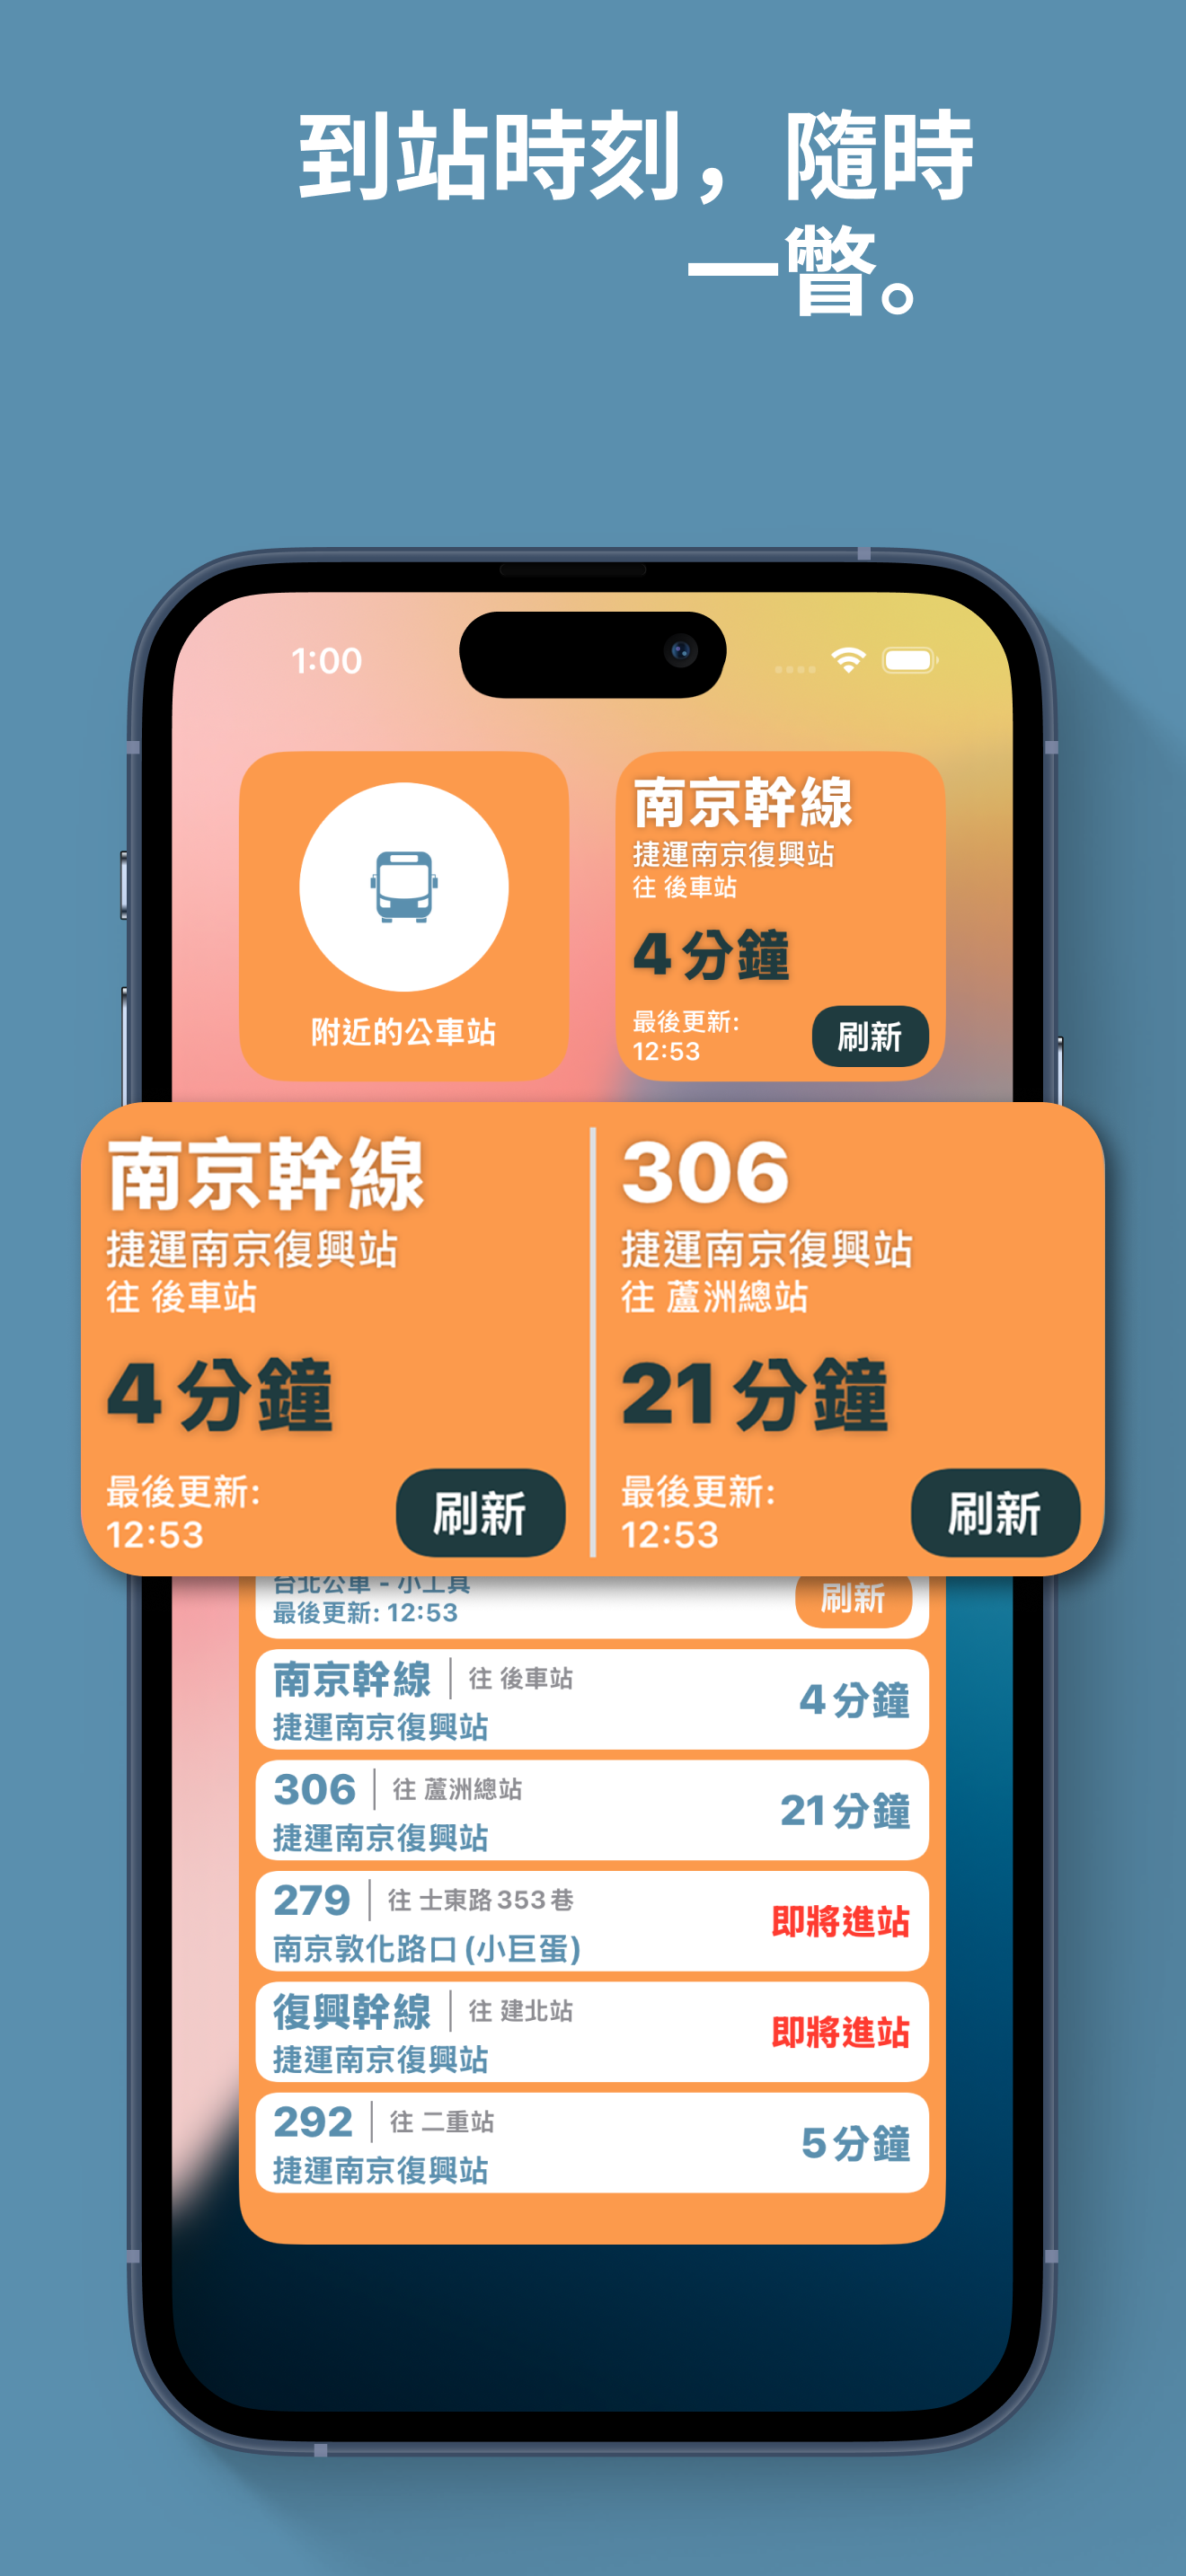 到站時刻，隨時
一瞥。
1:00
附近的公車站
南京幹線
捷運南京復興站
往 後車站
4 分鐘
最後更新:
12:53
刷新
南京幹線
捷運南京復興站
往 後車站
4 分鐘
最後更新:
12:53
刷新
306
捷運南京復興站
往 蘆洲總站
21 分鐘
最後更新:
12:53
刷新
台北公車 - 小工具
最後更新: 12:53
刷新
南京幹線 | 往 後車站
捷運南京復興站
4 分鐘
306 | 往 蘆洲總站
捷運南京復興站
21 分鐘
279 | 往 士東路 353 巷
南京敦化路口 (小巨蛋)
即將進站
復興幹線 | 往 建北站
捷運南京復興站
即將進站
292 | 往 二重站
捷運南京復興站
5 分鐘